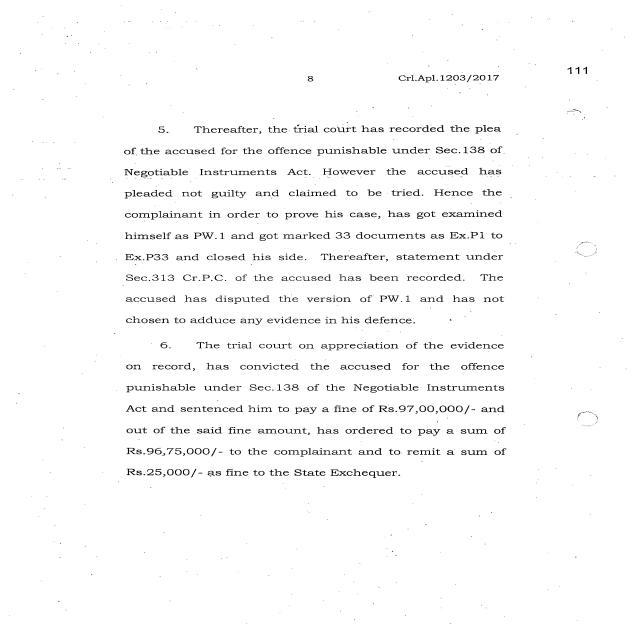 8 Crl.Apl.1203/2017 111
5. Thereafter, the trial court has recorded the plea
of the accused for the offence punishable under Sec.138 of
Negotiable Instruments Act. However the accused has
pleaded not guilty and claimed to be tried. Hence the
complainant in order to prove his case, has got examined
himself as PW.1 and got marked 33 documents as Ex.P1 to
Ex.P33 and closed his side. Thereafter, statement under
Sec.313 Cr.P.C. of the accused has been recorded. The
accused has disputed the version of PW.1 and has not
chosen to adduce any evidence in his defence.
6. The trial court on appreciation of the evidence
on record, has convicted the accused for the offence
punishable under Sec.138 of the Negotiable Instruments
Act and sentenced him to pay a fine of Rs.97,00,000/- and
out of the said fine amount, has ordered to pay a sum of
Rs.96,75,000/- to the complainant and to remit a sum of
Rs.25,000/- as fine to the State Exchequer.